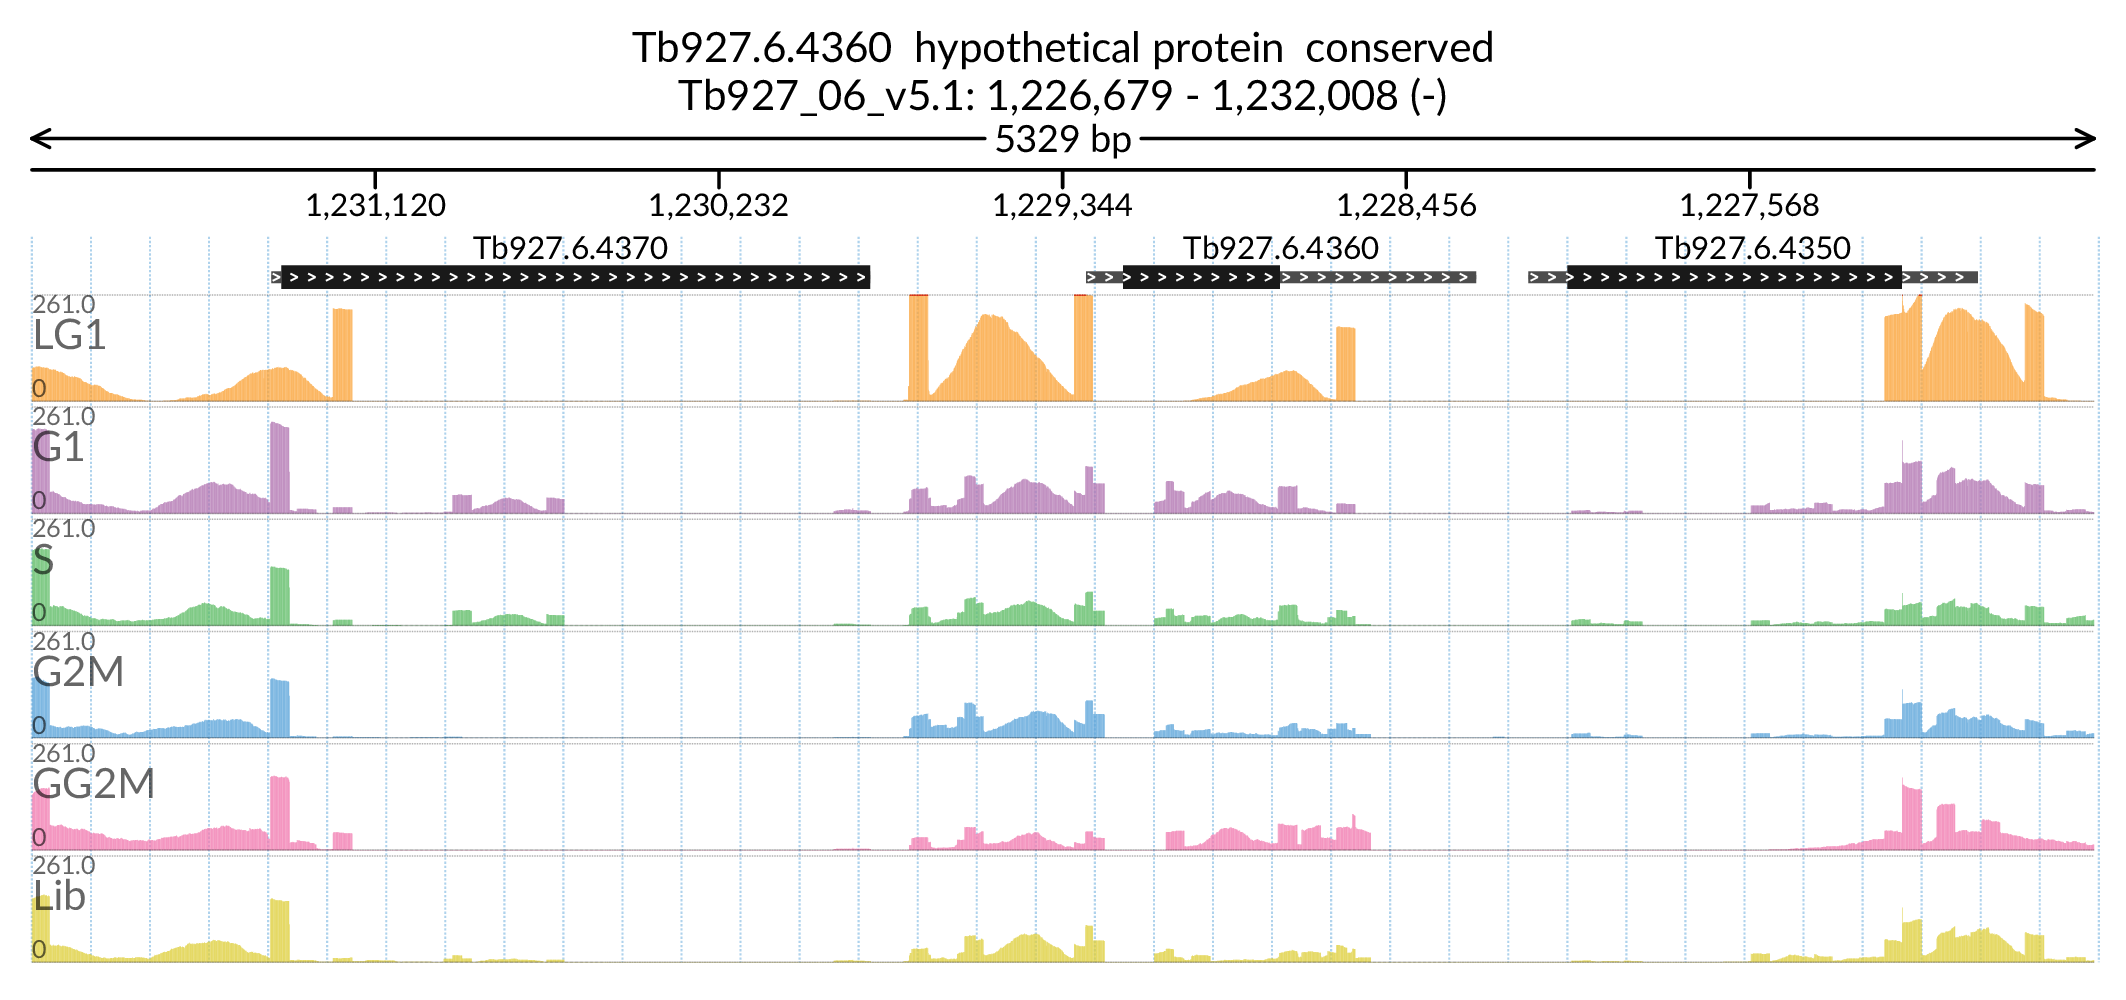 Tb927.6.4360  hypothetical protein  conserved
Tb927_06_v5.1: 1,226,679 - 1,232,008 (-)
5329 bp
1,231,120 1,230,232 1,229,344 1,228,456 1,227,568
Tb927.6.4370 Tb927.6.4360 Tb927.6.4350
261.0
LG1
0
261.0
G1
0
261.0
S
0
261.0
G2M
0
261.0
GG2M
0
261.0
Lib
0